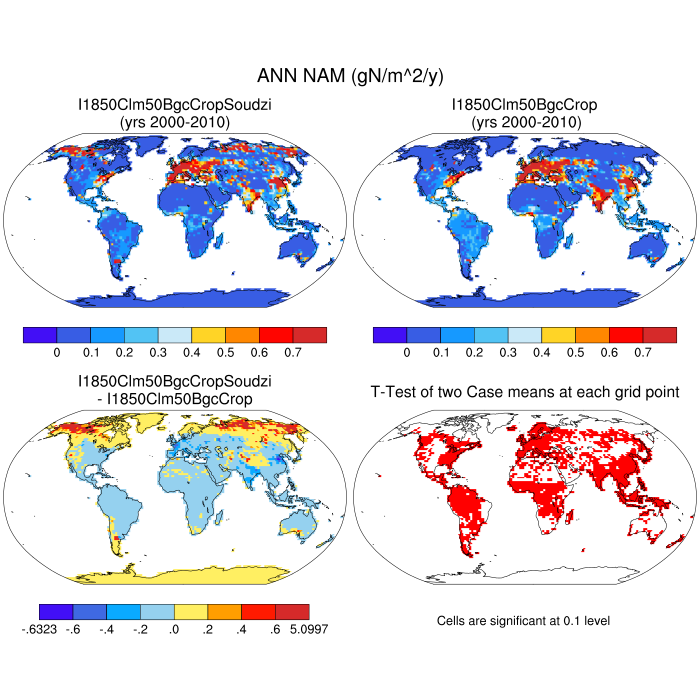 ANN NAM (gN/m^2/y)
I1850Clm50BgcCropSoudzi
(yrs 2000-2010)
I1850Clm50BgcCrop
(yrs 2000-2010)
0 0.1 0.2 0.3 0.4 0.5 0.6 0.7
0 0.1 0.2 0.3 0.4 0.5 0.6 0.7
I1850Clm50BgcCropSoudzi
- I1850Clm50BgcCrop
T-Test of two Case means at each grid point
-.6323 -.6 -.4 -.2 .0 .2 .4 .6 5.0997
Cells are significant at 0.1 level